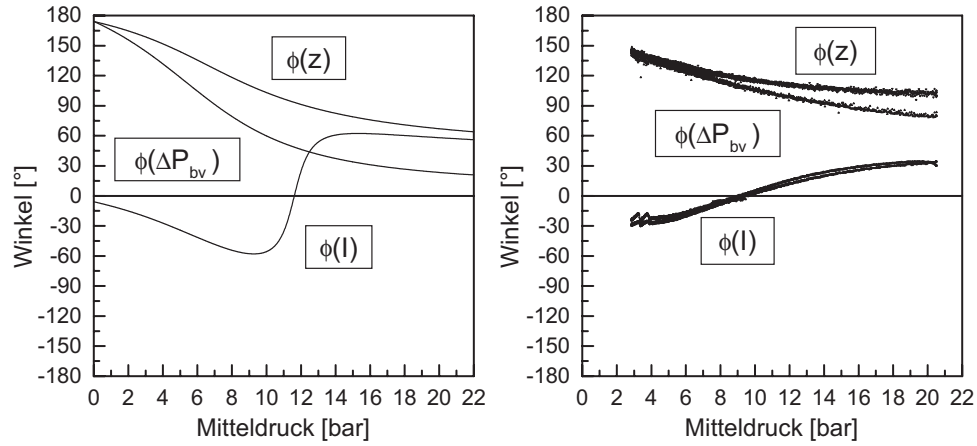 180
150
120
90
60
30
0
-30
-60
-90
-120
-150
-180
Winkel [°]
ϕ(z)
ϕ(ΔP_bv)
ϕ(I)
0 2 4 6 8 10 12 14 16 18 20 22
Mitteldruck [bar]
180
150
120
90
60
30
0
-30
-60
-90
-120
-150
-180
Winkel [°]
ϕ(z)
ϕ(ΔP_bv)
ϕ(I)
0 2 4 6 8 10 12 14 16 18 20 22
Mitteldruck [bar]